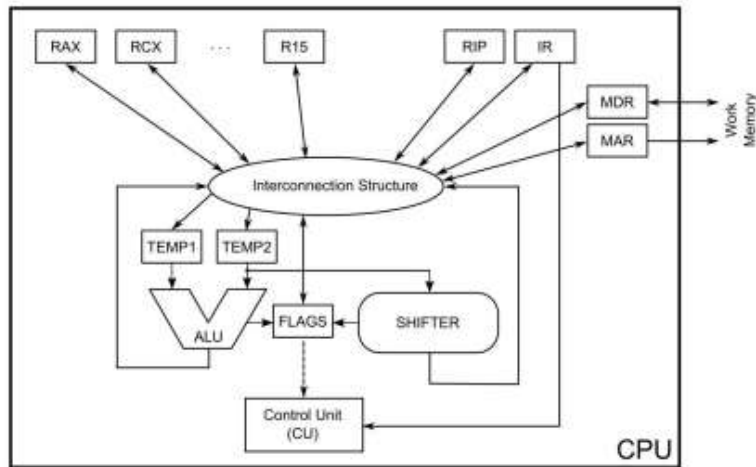 RAX
RCX
...
R15
RIP
IR
MDR
MAR
Work
Memory
Interconnection Structure
TEMP1
TEMP2
ALU
FLAGS
SHIFTER
Control Unit
(CU)
CPU